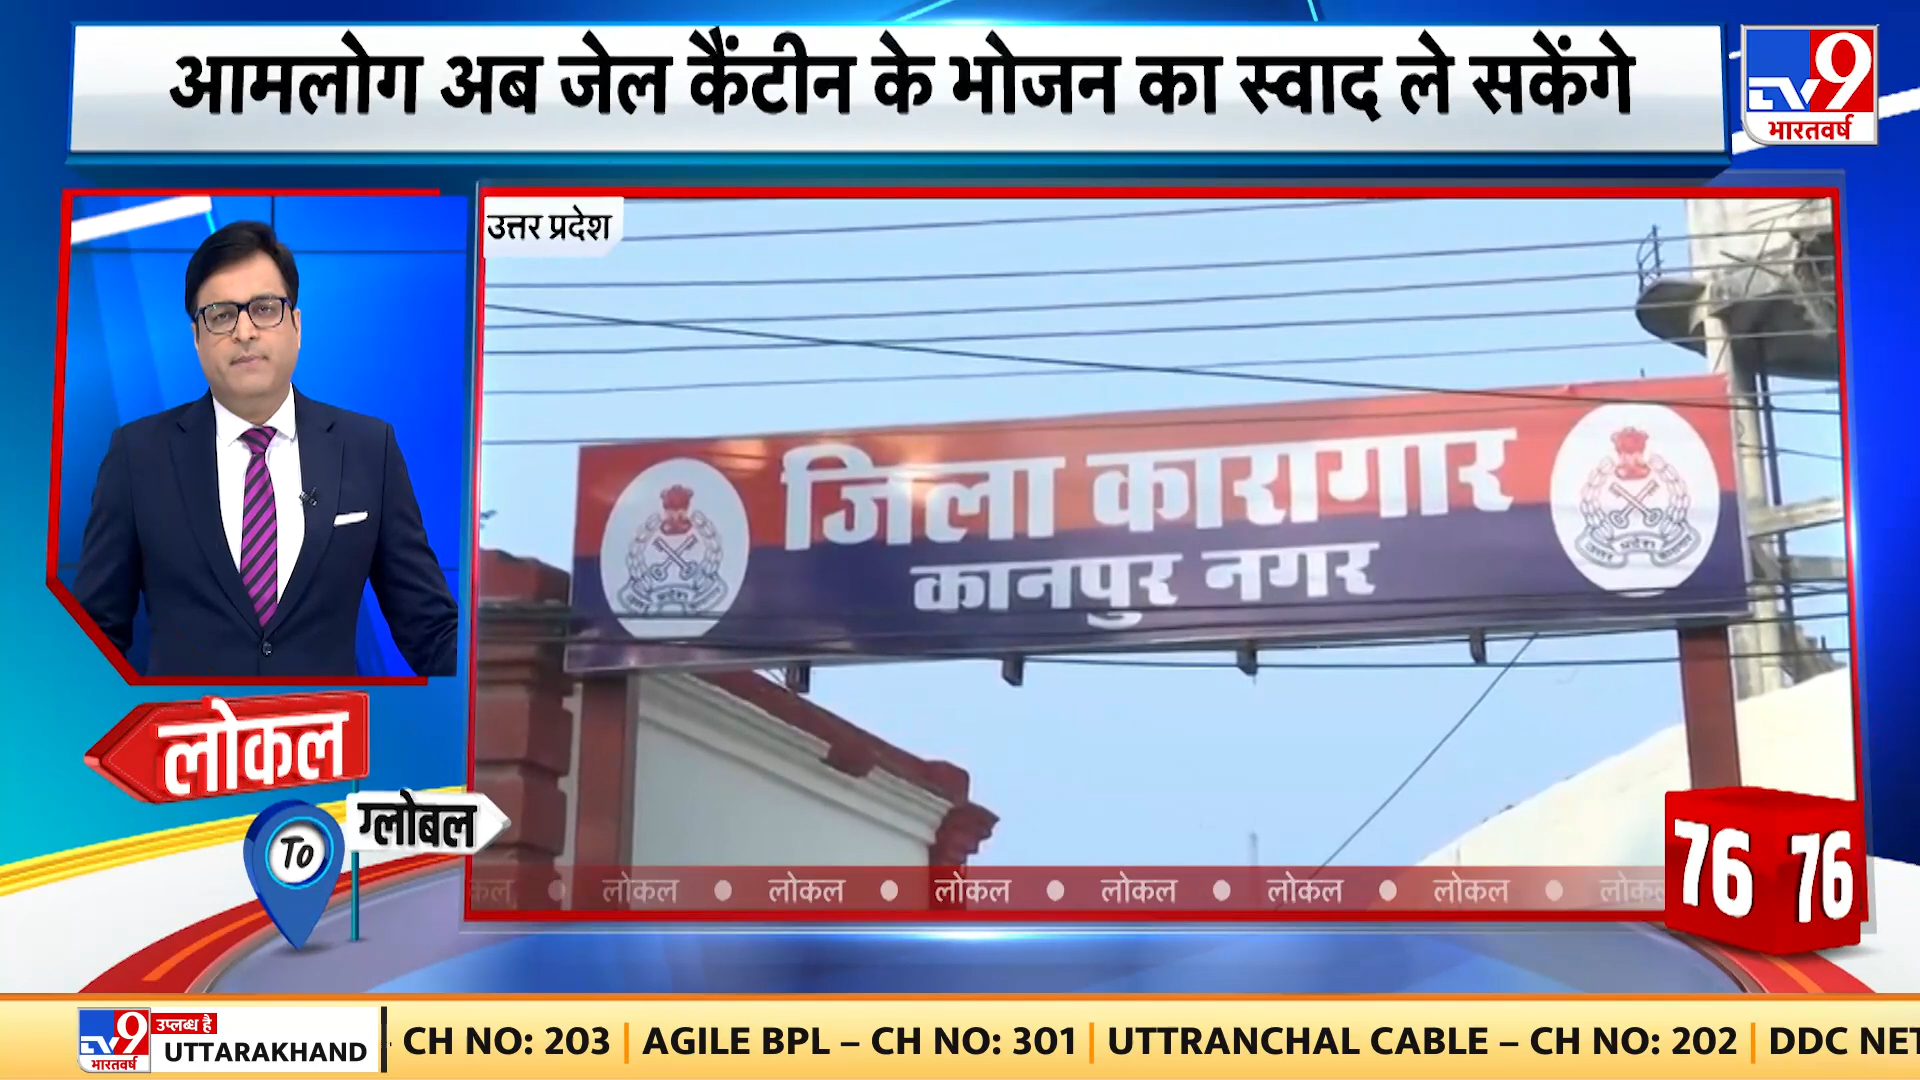 आमलोग अब जेल कैंटीन के भोजन का स्वाद ले सकेंगे
TV9
भारतवर्ष
उत्तर प्रदेश
जिला कारागार
कानपुर नगर
लोकल
To
ग्लोबल
कल • लोकल • लोकल • लोकल • लोकल • लोकल • लोकल • लोक
76 76
TV9
भारतवर्ष
उपलब्ध है
UTTARAKHAND
CH NO: 203 | AGILE BPL – CH NO: 301 | UTTRANCHAL CABLE – CH NO: 202 | DDC NET